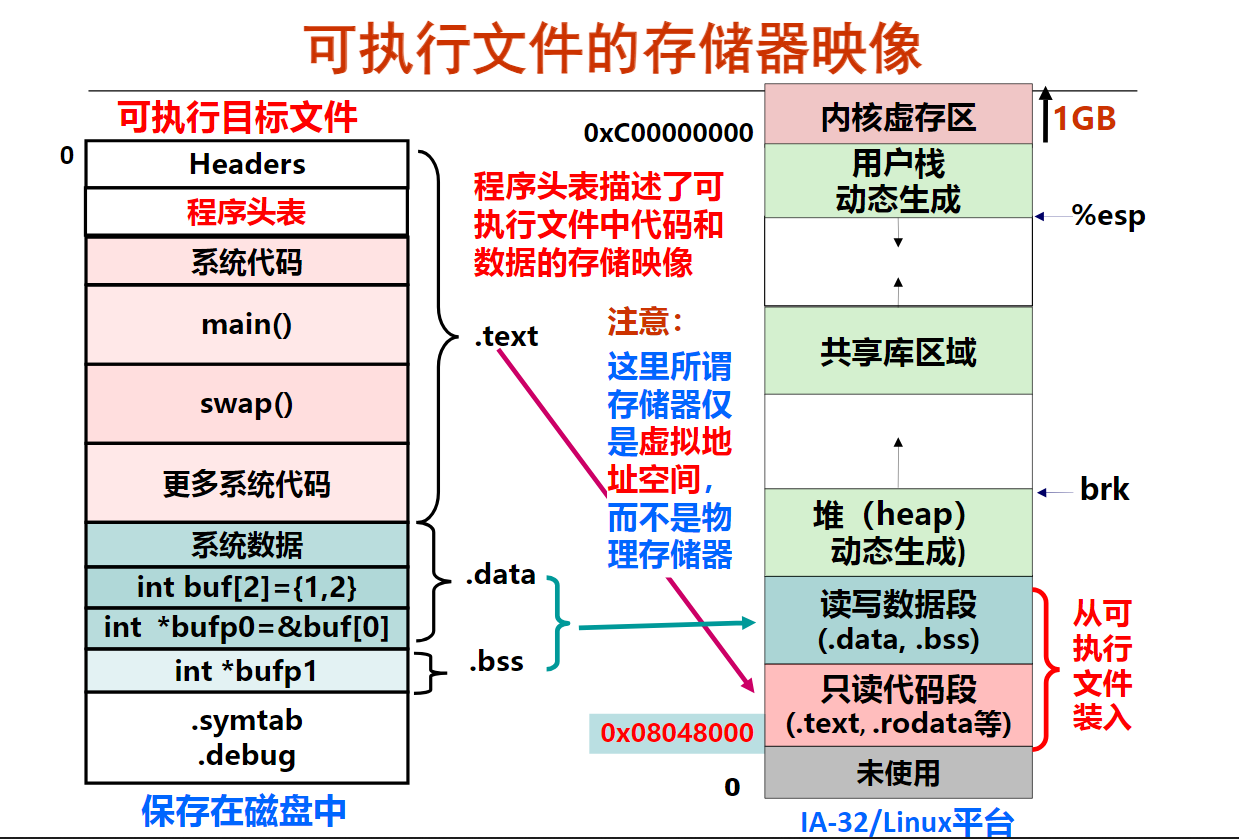 可执行文件的存储器映像
可执行目标文件
0
Headers
程序头表
系统代码
main()
swap()
更多系统代码
系统数据
int buf[2]={1,2}
int *bufp0=&buf[0]
int *bufp1
.symtab
.debug
保存在磁盘中
.text
.data
.bss
程序头表描述了可
执行文件中代码和
数据的存储映像
注意：
这里所谓
存储器仅
是虚拟地
址空间，
而不是物
理存储器
0xC00000000
内核虚存区
1GB
用户栈
动态生成
%esp
共享库区域
brk
堆（heap）
动态生成)
读写数据段
(.data, .bss)
只读代码段
(.text, .rodata等)
0x08048000
未使用
0
从可
执行
文件
装入
IA-32/Linux平台